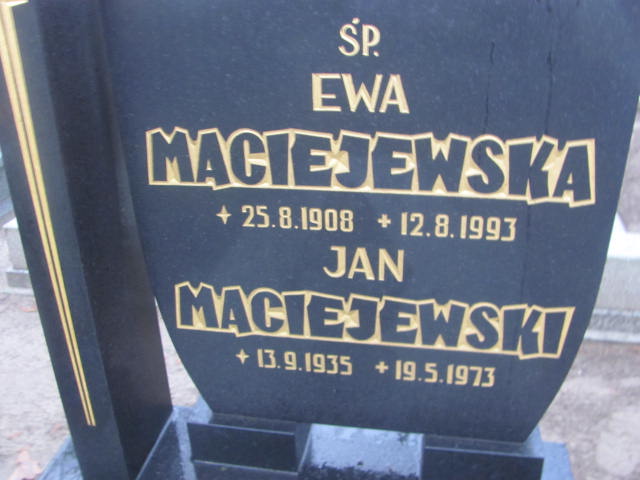 ŚP.
EWA
MACIEJEWSKA
✦ 25.8.1908 + 12.8.1993
JAN
MACIEJEWSKI
✦ 13.9.1935 + 19.5.1973